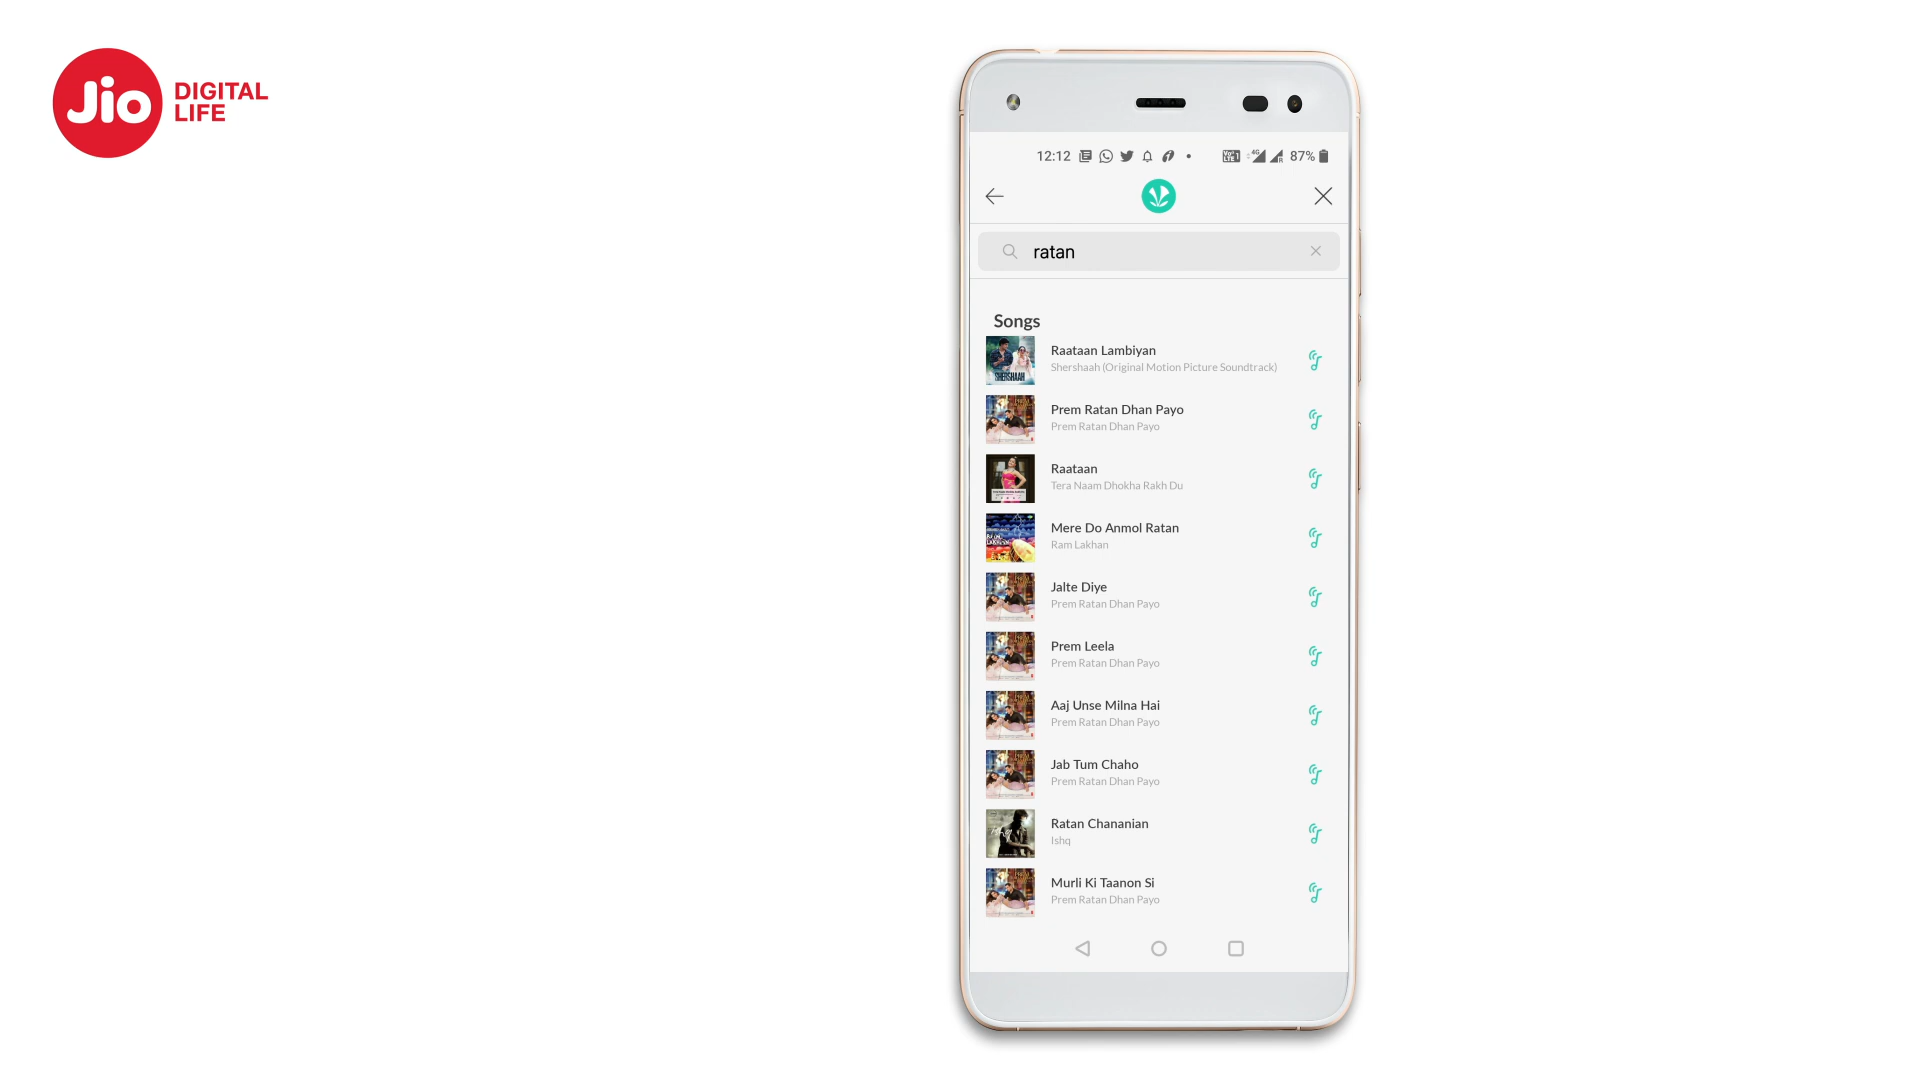 Jio DIGITAL
LIFE
12:12
4G
87%
ratan
Songs
Raataan Lambiyan
Shershaah (Original Motion Picture Soundtrack)
SHERSHAAH
Prem Ratan Dhan Payo
Prem Ratan Dhan Payo
Raataan
Tera Naam Dhokha Rakh Du
Mere Do Anmol Ratan
Ram Lakhan
Jalte Diye
Prem Ratan Dhan Payo
Prem Leela
Prem Ratan Dhan Payo
Aaj Unse Milna Hai
Prem Ratan Dhan Payo
Jab Tum Chaho
Prem Ratan Dhan Payo
Ratan Chananian
Ishq
Murli Ki Taanon Si
Prem Ratan Dhan Payo